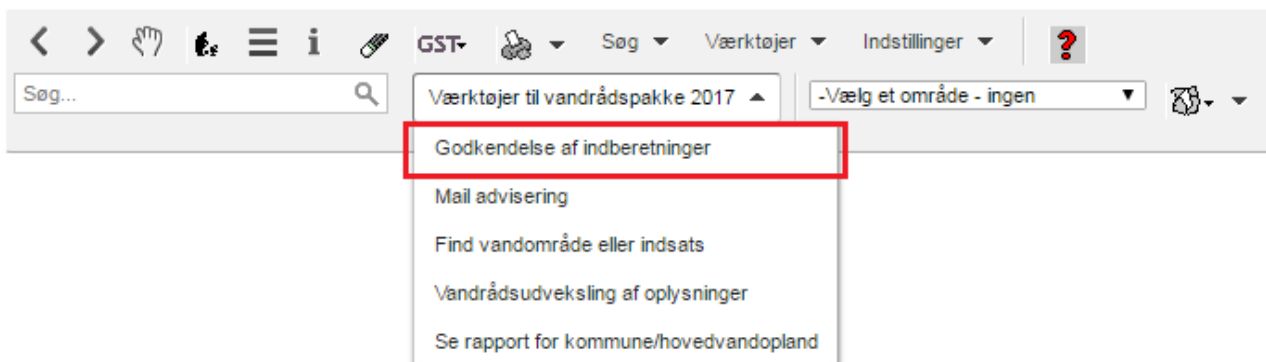 GST Søg Værktøjer Indstillinger ?
Søg... Værktøjer til vandrådspakke 2017 -Vælg et område - ingen
Godkendelse af indberetninger
Mail advisering
Find vandområde eller indsats
Vandrådsudveksling af oplysninger
Se rapport for kommune/hovedvandopland